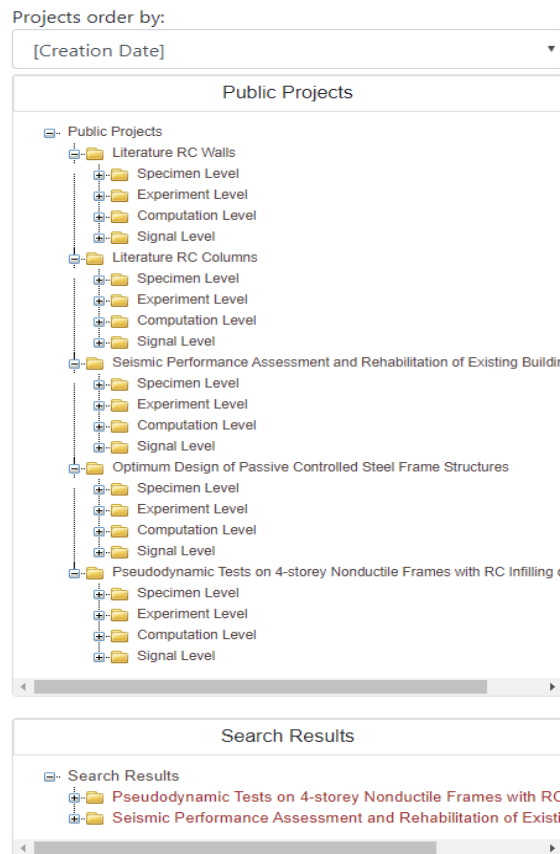 Projects order by:
[Creation Date]
Public Projects
Public Projects
Literature RC Walls
Specimen Level
Experiment Level
Computation Level
Signal Level
Literature RC Columns
Specimen Level
Experiment Level
Computation Level
Signal Level
Seismic Performance Assessment and Rehabilitation of Existing
Specimen Level
Experiment Level
Computation Level
Signal Level
Optimum Design of Passive Controlled Steel Frame Structures
Specimen Level
Experiment Level
Computation Level
Signal Level
Pseudodynamic Tests on 4-storey Nonductile Frames with RC Infilling
Specimen Level
Experiment Level
Computation Level
Signal Level
Search Results
Search Results
Pseudodynamic Tests on 4-storey Nonductile Frames with RC
Seismic Performance Assessment and Rehabilitation of